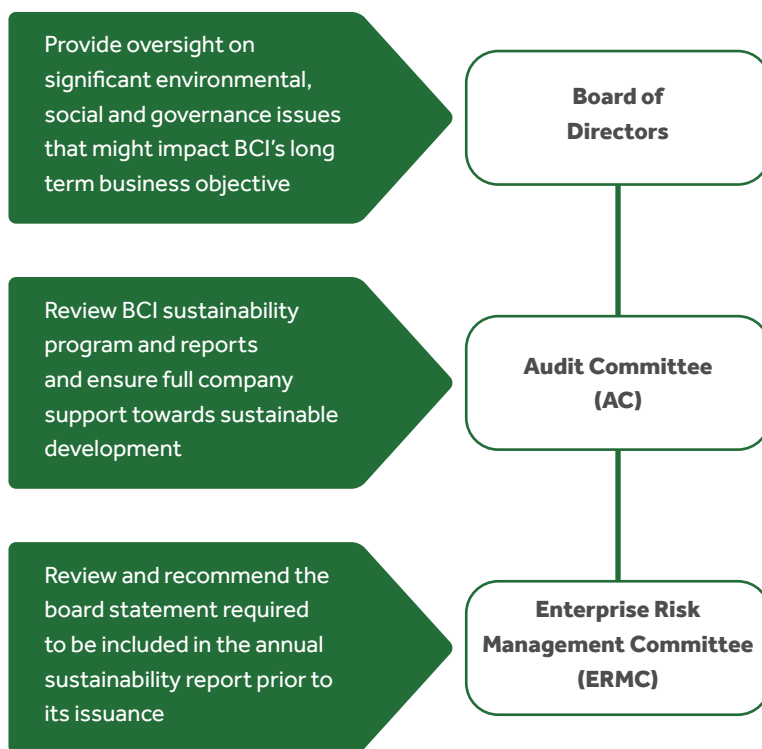 Provide oversight on
significant environmental,
social and governance issues
that might impact BCI’s long
term business objective
Board of
Directors
Review BCI sustainability
program and reports
and ensure full company
support towards sustainable
development
Audit Committee
(AC)
Review and recommend the
board statement required
to be included in the annual
sustainability report prior to
its issuance
Enterprise Risk
Management Committee
(ERMC)